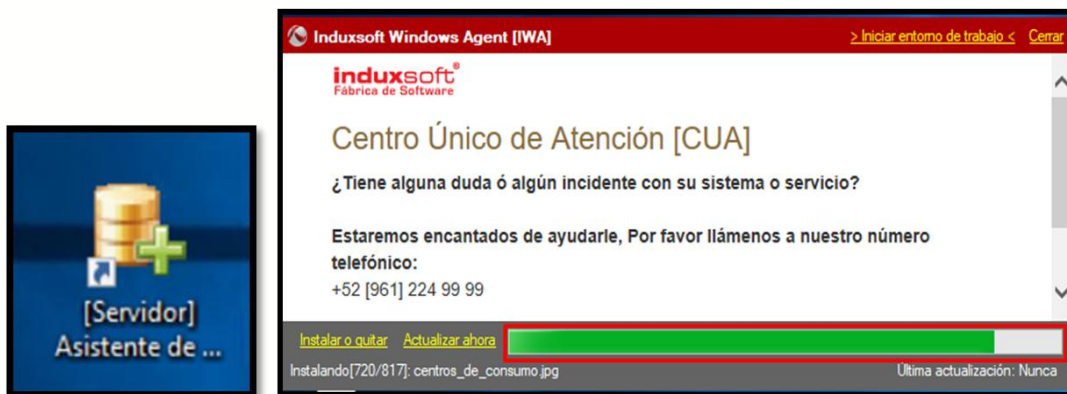 [Servidor]
Asistente de ...
Induxsoft Windows Agent [IWA]
> Iniciar entorno de trabajo <
Cerrar
induxsoft®
Fábrica de Software
Centro Único de Atención [CUA]
¿Tiene alguna duda ó algún incidente con su sistema o servicio?
Estaremos encantados de ayudarle, Por favor llámenos a nuestro número
telefónico:
+52 [961] 224 99 99
Instalar o quitar
Actualizar ahora
Instalando[720/817]: centros_de_consumo.jpg
Última actualización: Nunca